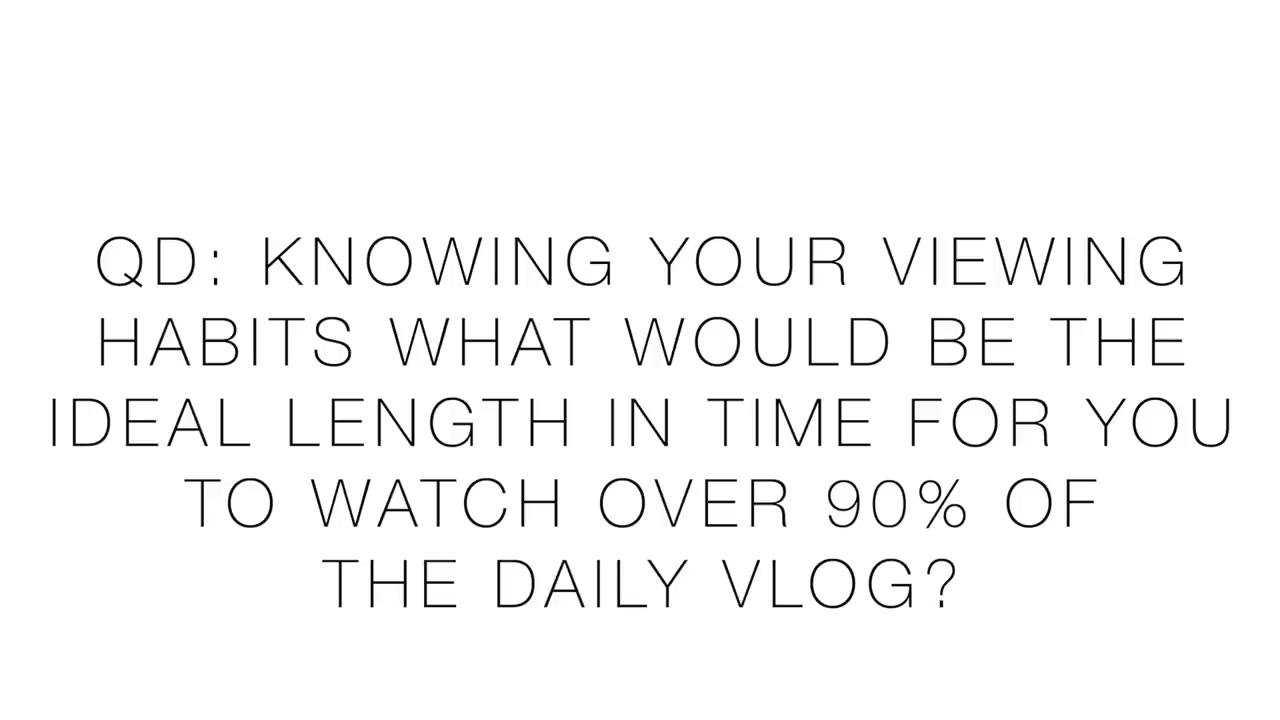 QD: KNOWING YOUR VIEWING
HABITS WHAT WOULD BE THE
IDEAL LENGTH IN TIME FOR YOU
TO WATCH OVER 90% OF
THE DAILY VLOG?